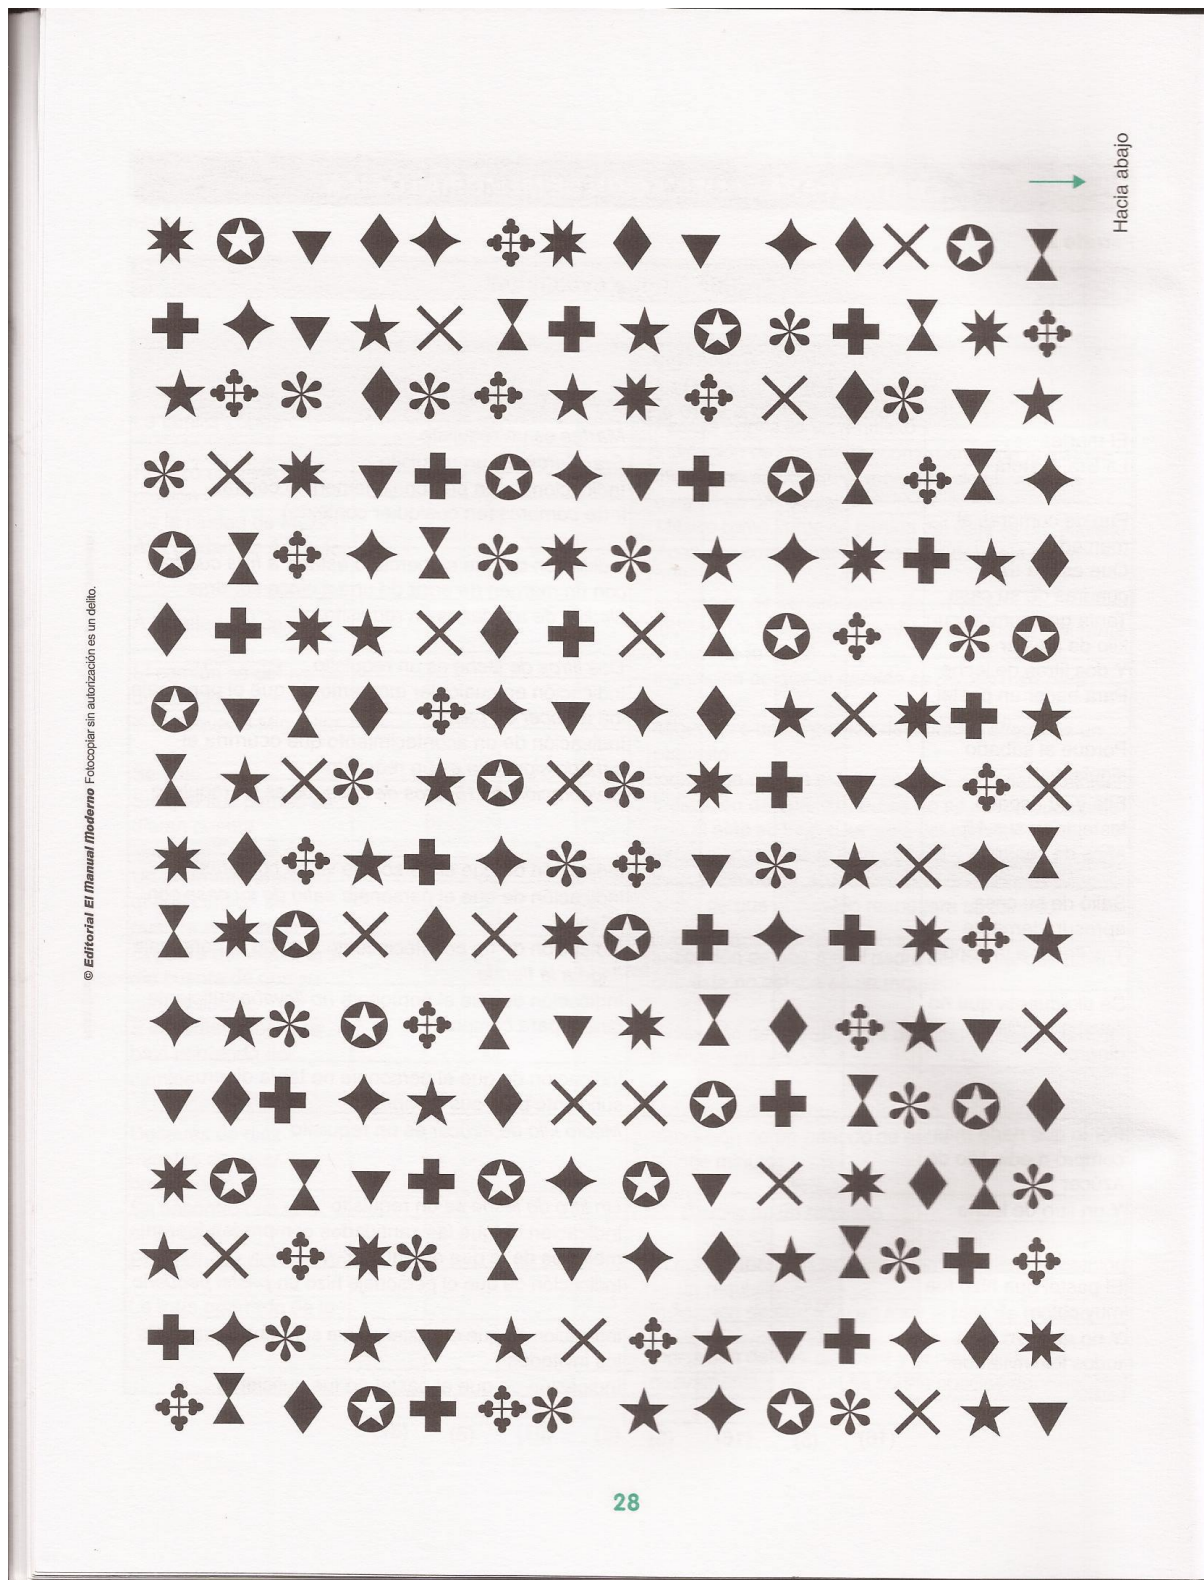 Hacia abajo
© Editorial El Manual Moderno Fotocopiar sin autorización es un delito.
28